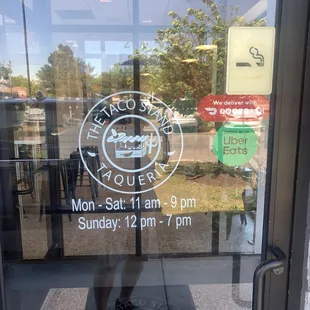 THE TACO STAND
TAQUERIA
Mon - Sat: 11 am - 9 pm
Sunday: 12 pm - 7 pm
We deliver with
Uber
Eats